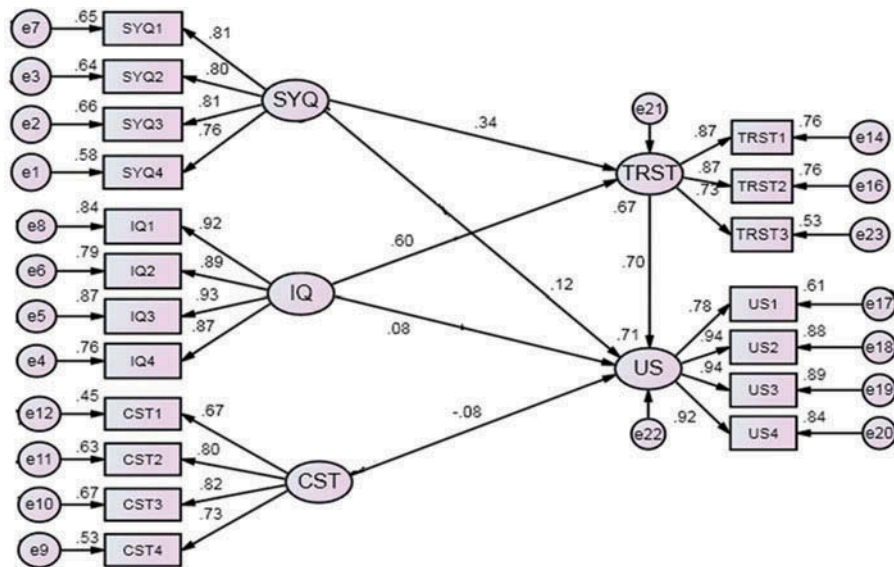 e7 .65 SYQ1 .81
e3 .64 SYQ2 .80
e2 .66 SYQ3 .81
e1 .58 SYQ4 .76
SYQ
e8 .84 IQ1 .92
e6 .79 IQ2 .89
e5 .87 IQ3 .93
e4 .76 IQ4 .87
IQ
e12 .45 CST1 .67
e11 .63 CST2 .80
e10 .67 CST3 .82
e9 .53 CST4 .73
CST
.34
.60
.12
.08
-.08
e21
TRST
.67
.70
.87 TRST1 .76 e14
.87 TRST2 .76 e16
.73 TRST3 .53 e23
.71
US
e22
.78 US1 .61 e17
.94 US2 .88 e18
.94 US3 .89 e19
.92 US4 .84 e20